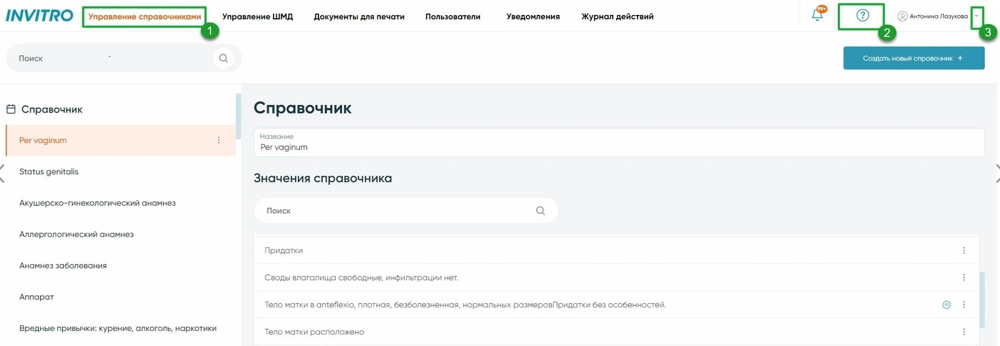 INVITRO Управление справочниками Управление ШМД Документы для печати Пользователи Уведомления Журнал действий 99+ ? Антонина Лазукова
1 2 3
Поиск Создать новый справочник +
Справочник
Per vaginum
Status genitalis
Акушерско-гинекологический анамнез
Аллергологический анамнез
Анамнез заболевания
Аппарат
Вредные привычки: курение, алкоголь, наркотики
Справочник
Название
Per vaginum
Значения справочника
Поиск
Придатки
Своды влагалища свободные, инфильтрации нет.
Тело матки в anteflexio, плотная, безболезненная, нормальных размеровПридатки без особенностей.
Тело матки расположено